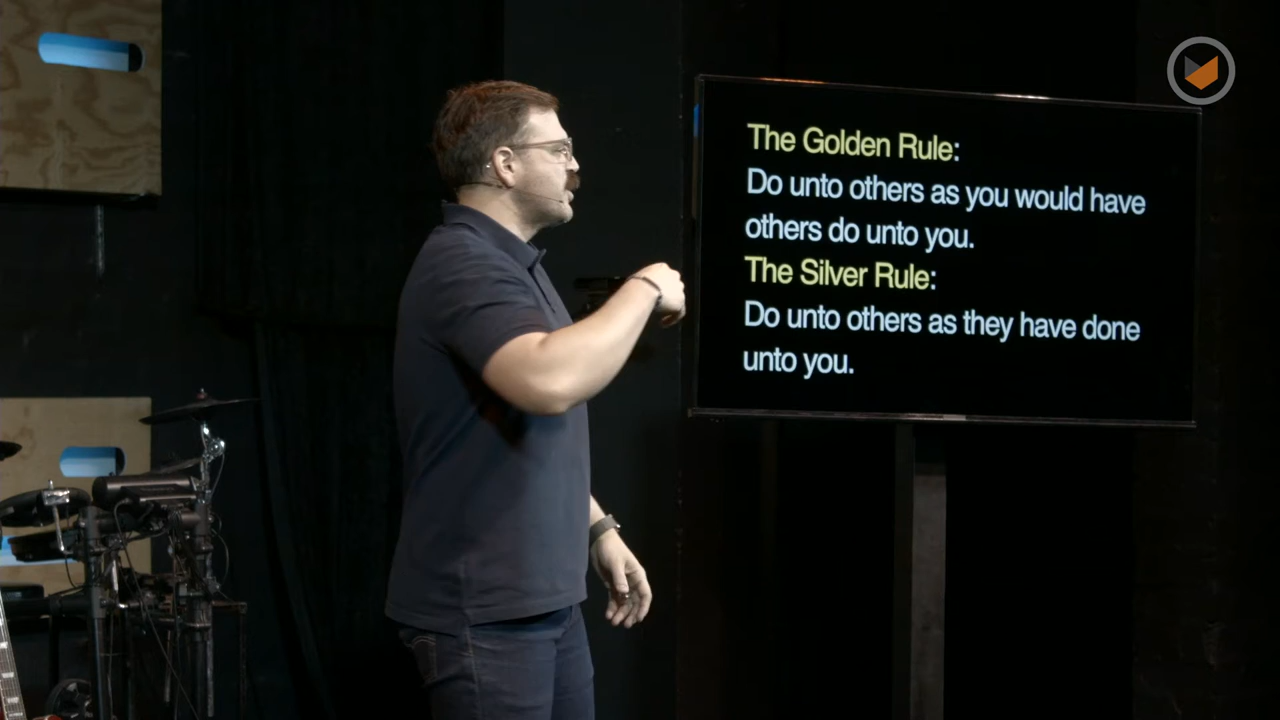 The Golden Rule:
Do unto others as you would have
others do unto you.
The Silver Rule:
Do unto others as they have done
unto you.